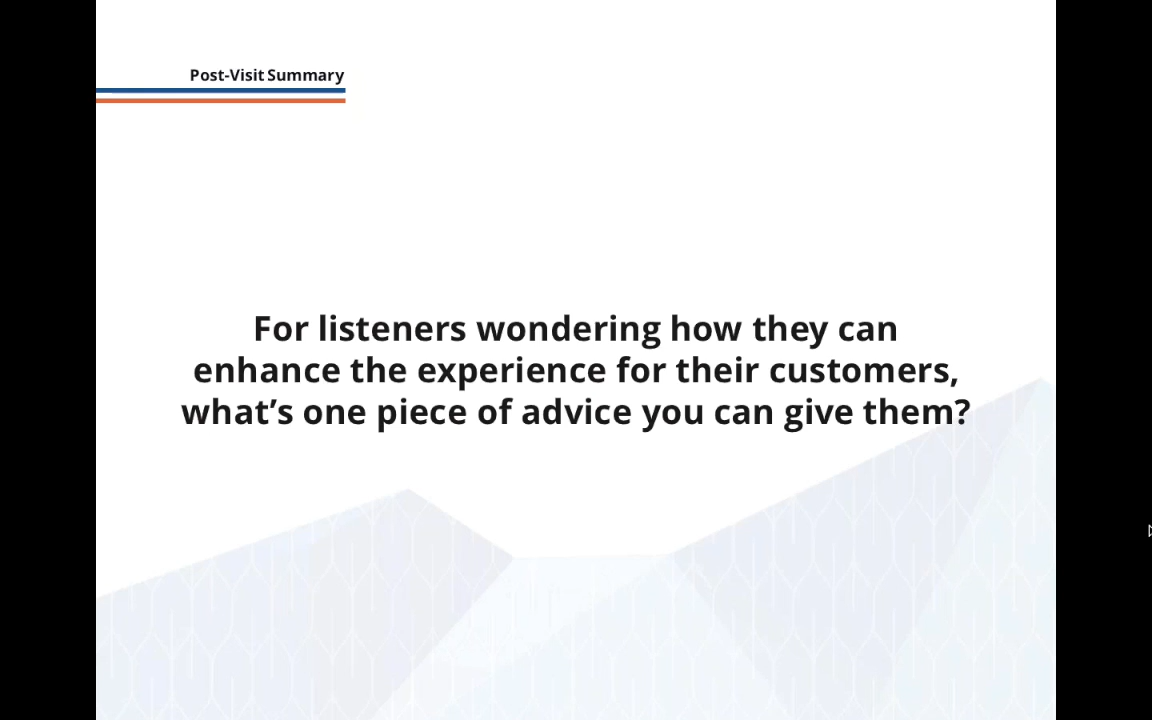 Post-Visit Summary
For listeners wondering how they can
enhance the experience for their customers,
what’s one piece of advice you can give them?